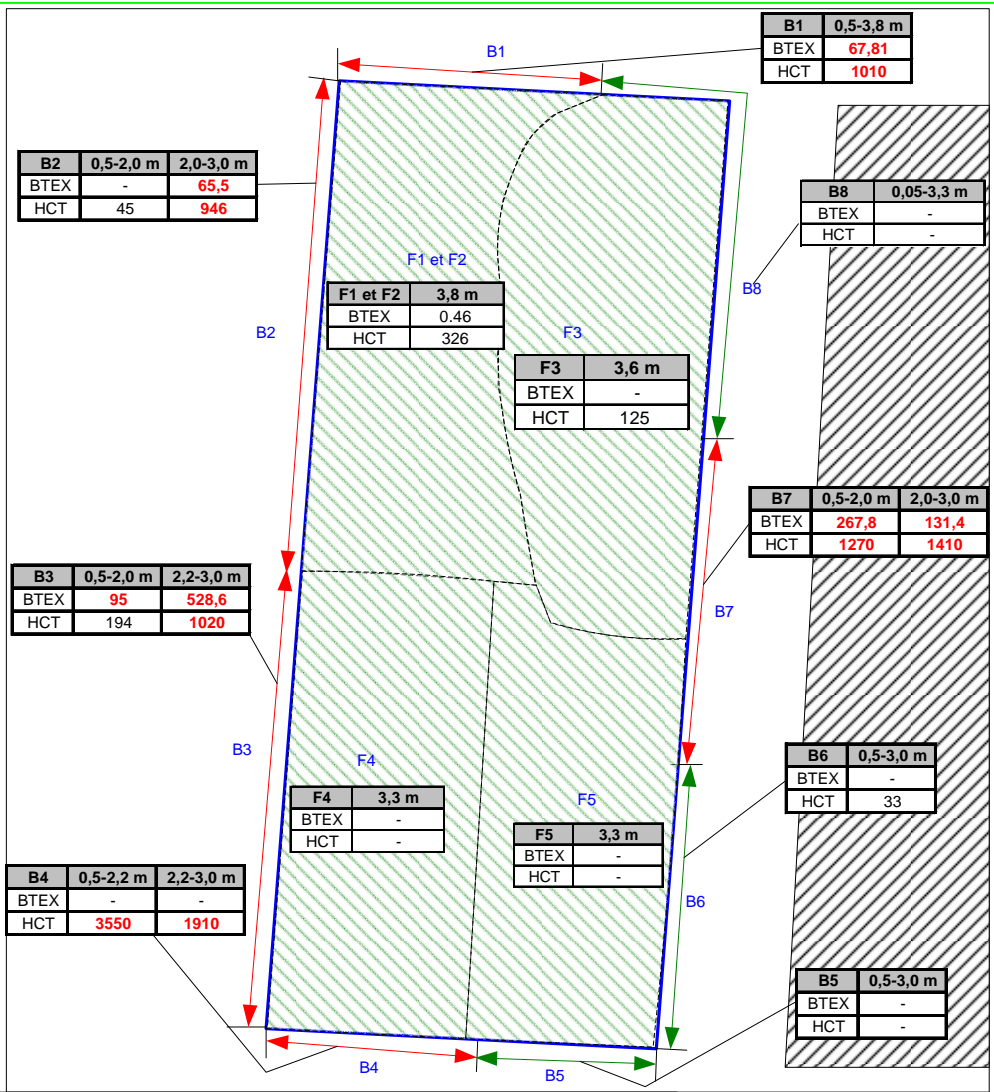 B1
B1 0,5-3,8 m
BTEX 67,81
HCT 1010
B2 0,5-2,0 m 2,0-3,0 m
BTEX - 65,5
HCT 45 946
B8 0,05-3,3 m
BTEX -
HCT -
F1 et F2
F1 et F2 3,8 m
BTEX 0.46
HCT 326
B8
B2
F3
F3 3,6 m
BTEX -
HCT 125
B7 0,5-2,0 m 2,0-3,0 m
BTEX 267,8 131,4
HCT 1270 1410
B3 0,5-2,0 m 2,2-3,0 m
BTEX 95 528,6
HCT 194 1020
B7
B3
F4
F4 3,3 m
BTEX -
HCT -
B6 0,5-3,0 m
BTEX -
HCT 33
F5
F5 3,3 m
BTEX -
HCT -
B4 0,5-2,2 m 2,2-3,0 m
BTEX - -
HCT 3550 1910
B6
B5 0,5-3,0 m
BTEX -
HCT -
B4
B5